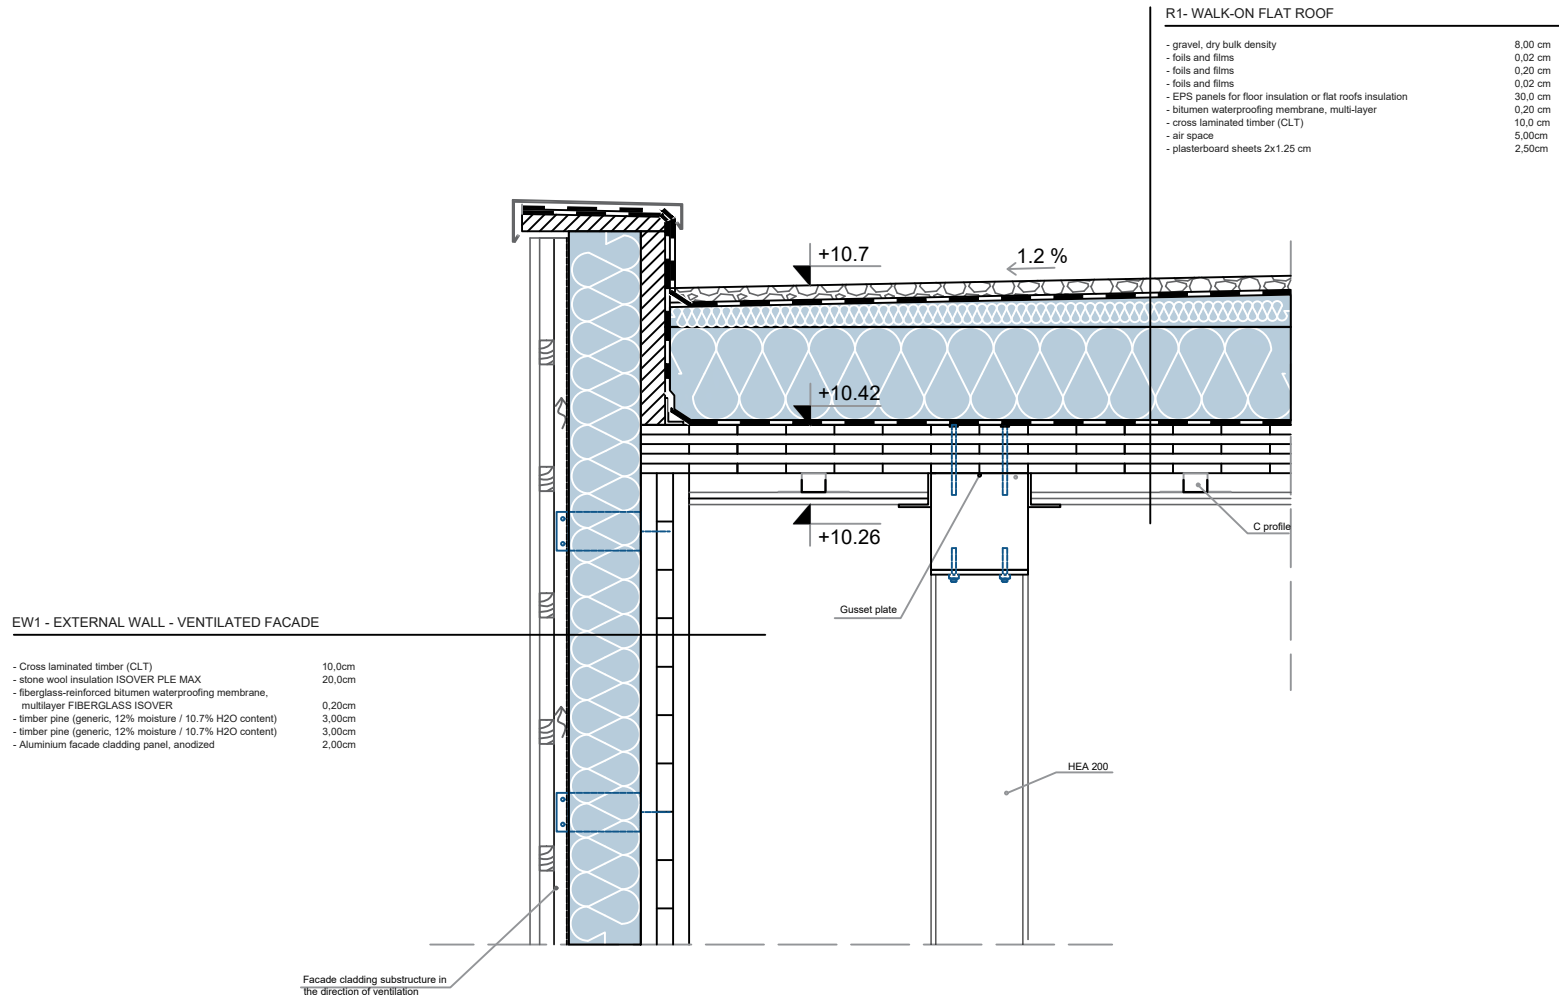 R1- WALK-ON FLAT ROOF
- gravel, dry bulk density 8,00 cm
- foils and films 0,02 cm
- foils and films 0,20 cm
- foils and films 0,02 cm
- EPS panels for floor insulation or flat roofs insulation 30,0 cm
- bitumen waterproofing membrane, multi-layer 0,20 cm
- cross laminated timber (CLT) 10,0 cm
- air space 5,00cm
- plasterboard sheets 2x1.25 cm 2,50cm
+10.7
1.2 %
+10.42
+10.26
C profile
Gusset plate
EW1 - EXTERNAL WALL - VENTILATED FACADE
- Cross laminated timber (CLT) 10,0cm
- stone wool insulation ISOVER PLE MAX 20,0cm
- fiberglass-reinforced bitumen waterproofing membrane,
multilayer FIBERGLASS ISOVER 0,20cm
- timber pine (generic, 12% moisture / 10.7% H2O content) 3,00cm
- timber pine (generic, 12% moisture / 10.7% H2O content) 3,00cm
- Aluminium facade cladding panel, anodized 2,00cm
HEA 200
Facade cladding substructure in
the direction of ventilation